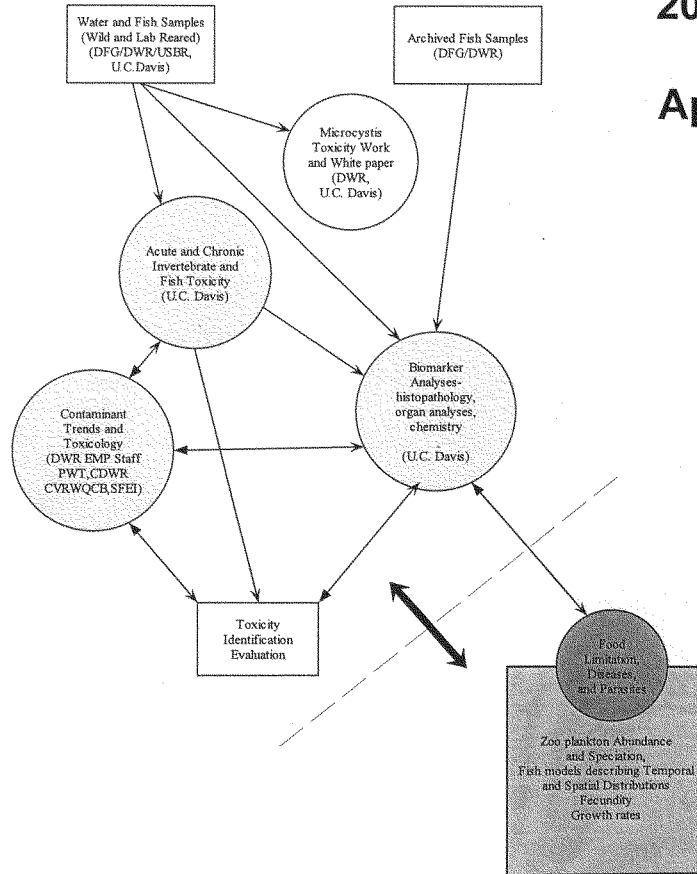 20
Ap
Water and Fish Samples
(Wild and Lab Reared)
(DFG/DWR/USBR,
U.C.Davis)
Archived Fish Samples
(DFG/DWR)
Microcystis
Toxicity Work
and White paper
(DWR,
U.C. Davis)
Acute and Chronic
Invertebrate and
Fish Toxicity
(U.C. Davis)
Biomarker
Analyses-
histopathology,
organ analyses,
chemistry
(U.C. Davis)
Contaminant
Trends and
Toxicology
(DWR EMP Staff
PWT,CDWR
CVRWQCB,SFEI)
Toxicity
Identification
Evaluation
Food
Limitation,
Diseases,
and Parasites
Zoo plankton Abundance
and Speciation,
Fish models describing Temporal
and Spatial Distributions
Fecundity
Growth rates